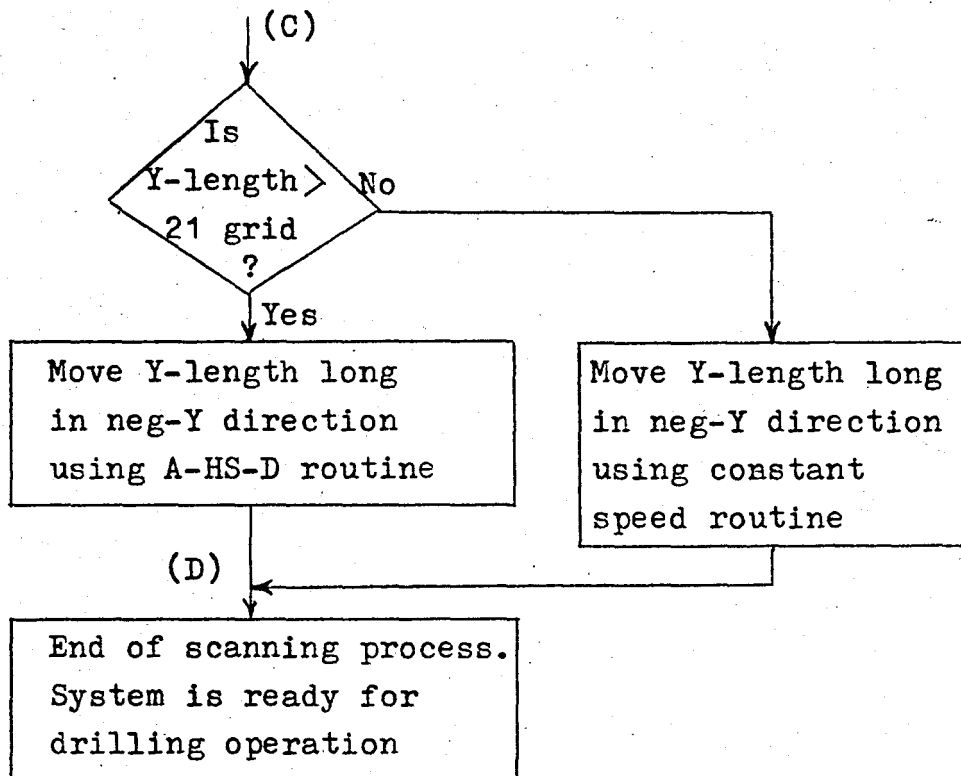 (C)
Is
Y-length >
21 grid
?
No
Yes
Move Y-length long
in neg-Y direction
using A-HS-D routine
Move Y-length long
in neg-Y direction
using constant
speed routine
(D)
End of scanning process.
System is ready for
drilling operation